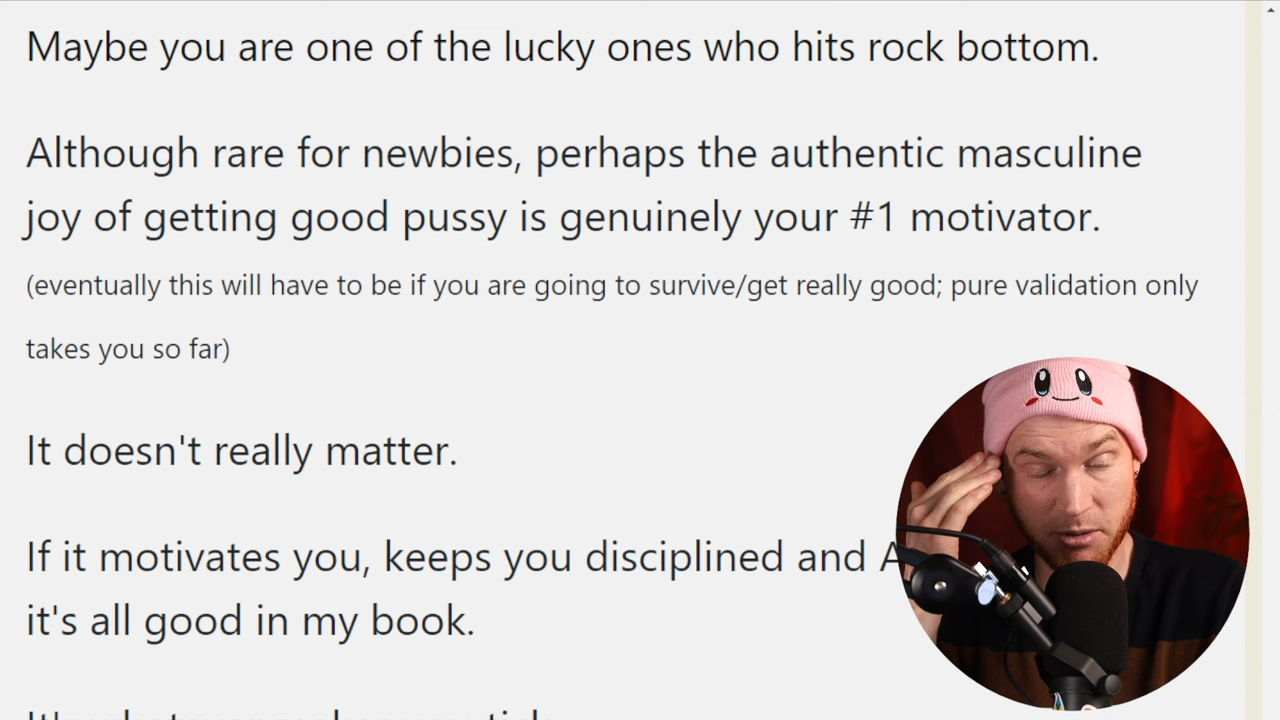 Maybe you are one of the lucky ones who hits rock bottom.
Although rare for newbies, perhaps the authentic masculine
joy of getting good pussy is genuinely your #1 motivator.
(eventually this will have to be if you are going to survive/get really good; pure validation only
takes you so far)
It doesn't really matter.
If it motivates you, keeps you disciplined and
it's all good in my book.